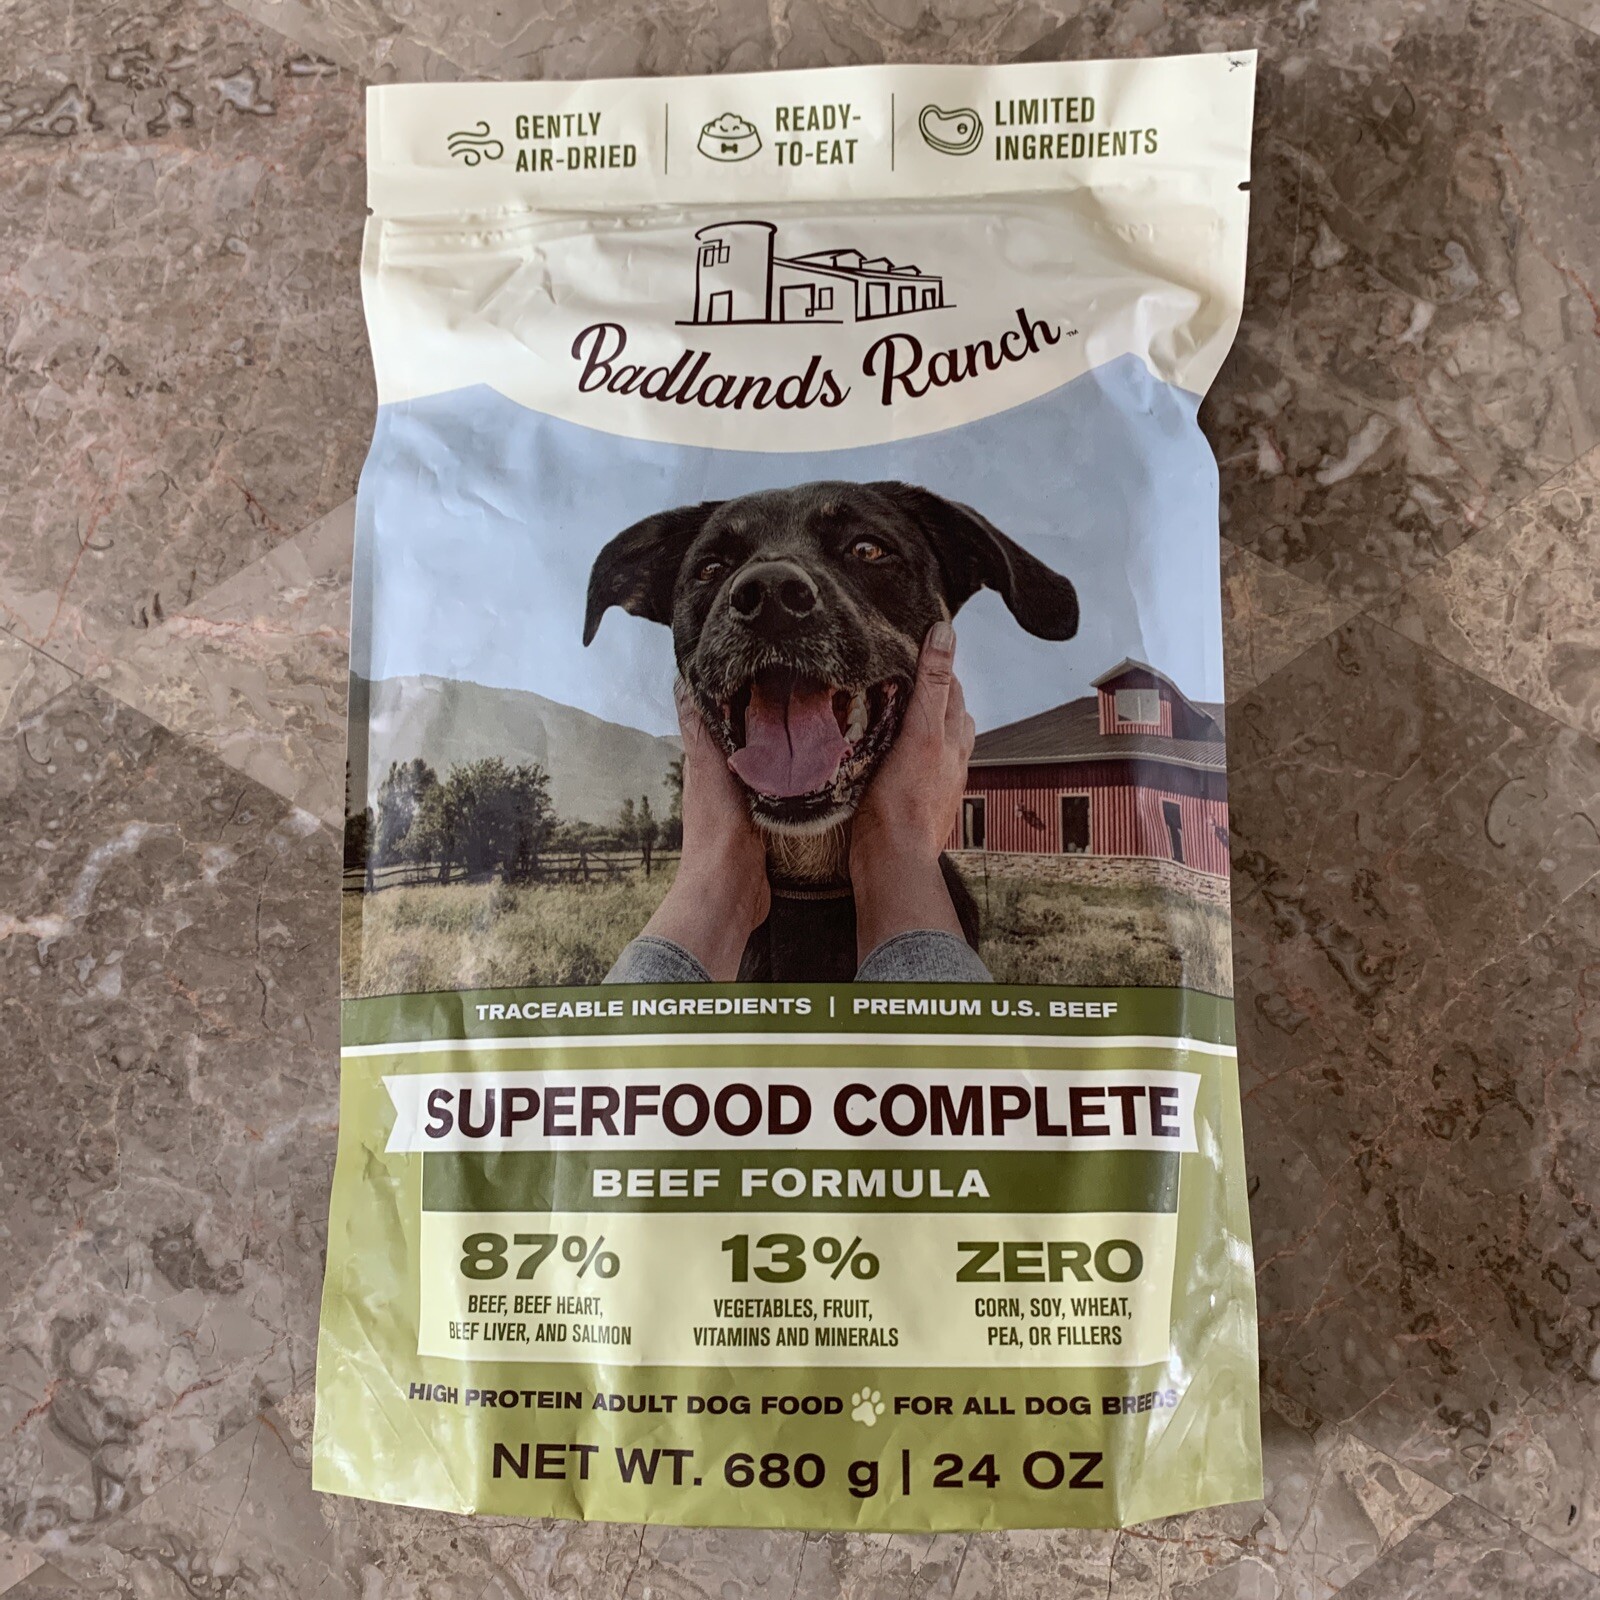 GENTLY AIR-DRIED
READY-TO-EAT
LIMITED INGREDIENTS
Badlands Ranch™
TRACEABLE INGREDIENTS | PREMIUM U.S. BEEF
SUPERFOOD COMPLETE
BEEF FORMULA
87%
BEEF, BEEF HEART,
BEEF LIVER, AND SALMON
13%
VEGETABLES, FRUIT,
VITAMINS AND MINERALS
ZERO
CORN, SOY, WHEAT,
PEA, OR FILLERS
HIGH PROTEIN ADULT DOG FOOD FOR ALL DOG BREEDS
NET WT. 680 g | 24 OZ